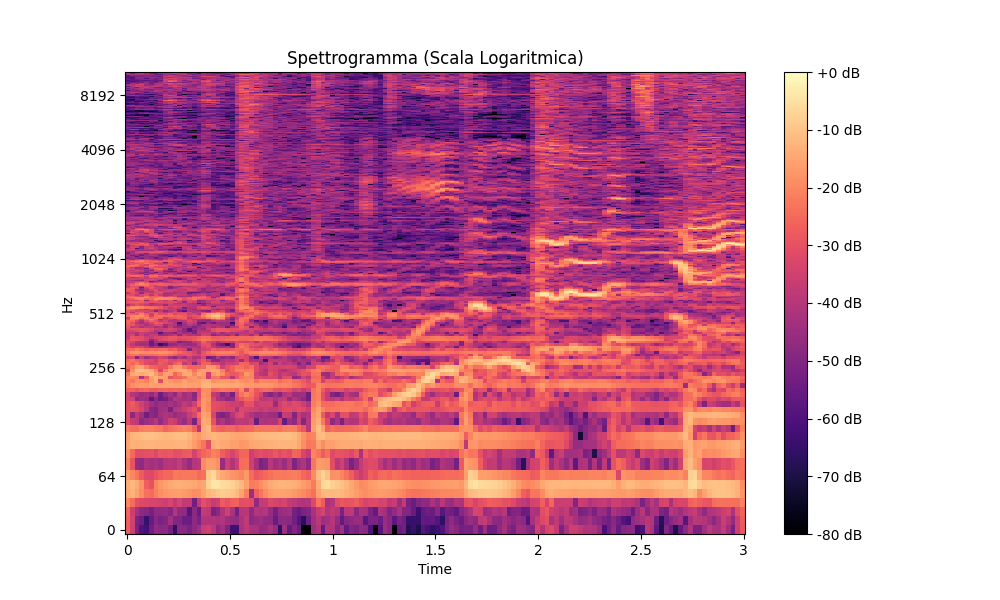 Spettrogramma (Scala Logaritmica)
Hz
8192
4096
2048
1024
512
256
128
64
0
0
0.5
1
1.5
2
2.5
3
Time
+0 dB
-10 dB
-20 dB
-30 dB
-40 dB
-50 dB
-60 dB
-70 dB
-80 dB